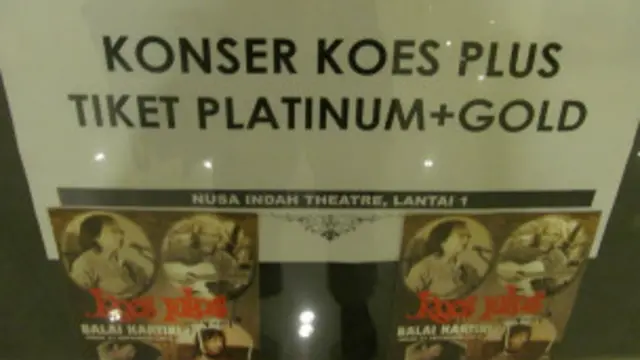 KONSER KOES PLUS
TIKET PLATINUM+GOLD
NUSA INDAH THEATRE, LANTAI 1
koes plus
BALAI KARTINI
koes plus
BALAI KARTINI